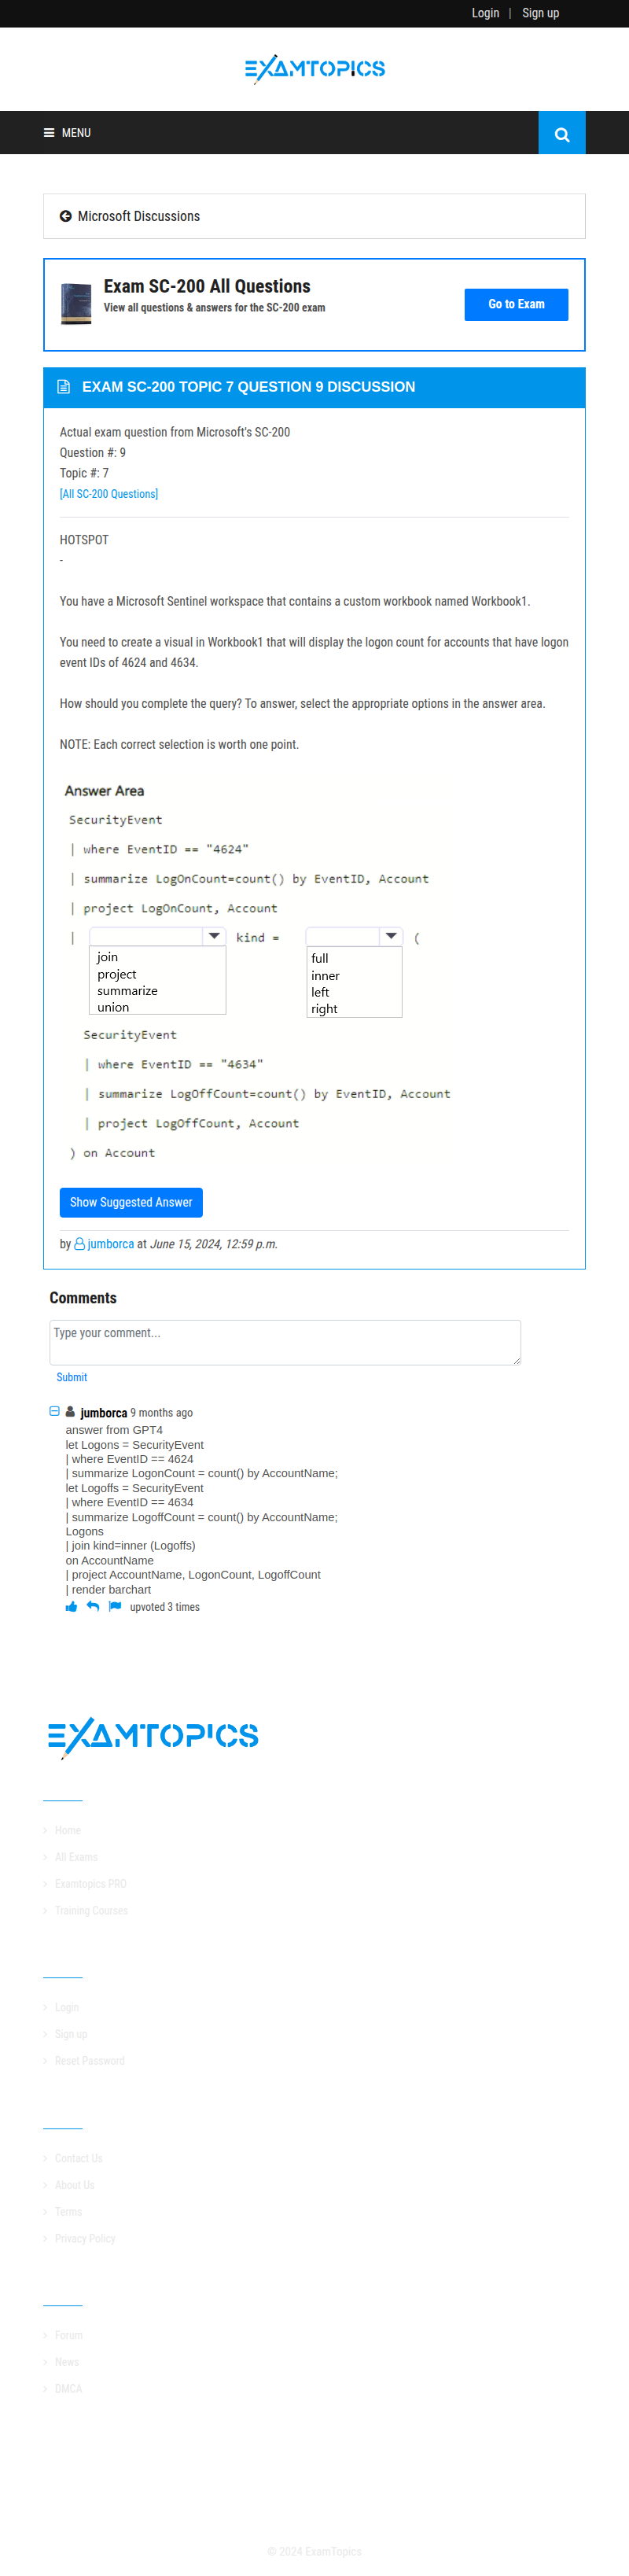 Login | Sign up
EXAMTOPICS
MENU
Microsoft Discussions
Exam SC-200 All Questions
View all questions & answers for the SC-200 exam
Go to Exam
EXAM SC-200 TOPIC 7 QUESTION 9 DISCUSSION
Actual exam question from Microsoft's SC-200
Question #: 9
Topic #: 7
[All SC-200 Questions]
HOTSPOT
-
You have a Microsoft Sentinel workspace that contains a custom workbook named Workbook1.
You need to create a visual in Workbook1 that will display the logon count for accounts that have logon
event IDs of 4624 and 4634.
How should you complete the query? To answer, select the appropriate options in the answer area.
NOTE: Each correct selection is worth one point.
Answer Area
SecurityEvent
| where EventID == "4624"
| summarize LogOnCount=count() by EventID, Account
| project LogOnCount, Account
| kind = (
join
project
summarize
union
full
inner
left
right
SecurityEvent
| where EventID == "4634"
| summarize LogOffCount=count() by EventID, Account
| project LogOffCount, Account
) on Account
Show Suggested Answer
by jumborca at June 15, 2024, 12:59 p.m.
Comments
Type your comment...
Submit
jumborca 9 months ago
answer from GPT4
let Logons = SecurityEvent
| where EventID == 4624
| summarize LogonCount = count() by AccountName;
let Logoffs = SecurityEvent
| where EventID == 4634
| summarize LogoffCount = count() by AccountName;
Logons
| join kind=inner (Logoffs)
on AccountName
| project AccountName, LogonCount, LogoffCount
| render barchart
upvoted 3 times
EXAMTOPICS
Home
All Exams
Examtopics PRO
Training Courses
Login
Sign up
Reset Password
Contact Us
About Us
Terms
Privacy Policy
Forum
News
DMCA
© 2024 ExamTopics